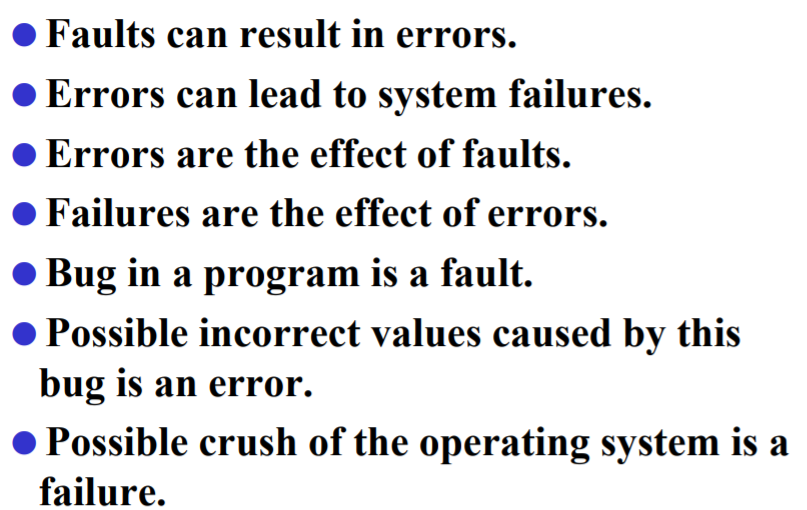 ● Faults can result in errors.
● Errors can lead to system failures.
● Errors are the effect of faults.
● Failures are the effect of errors.
● Bug in a program is a fault.
● Possible incorrect values caused by this
bug is an error.
● Possible crush of the operating system is a
failure.